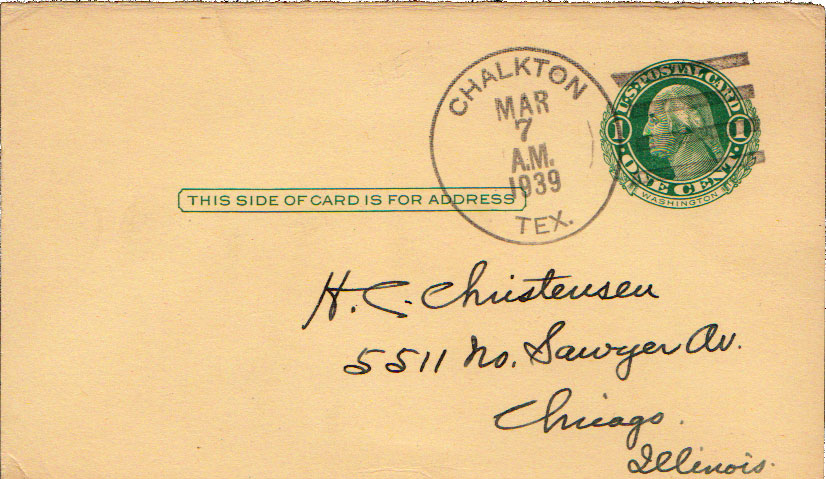 CHALKTON
MAR
7
A.M.
1939
TEX.
U.S. POSTAL CARD
1 1
· ONE CENT ·
WASHINGTON
THIS SIDE OF CARD IS FOR ADDRESS
H. C. Christensen
5511 No. Sawyer Av.
Chicago.
Illinois.